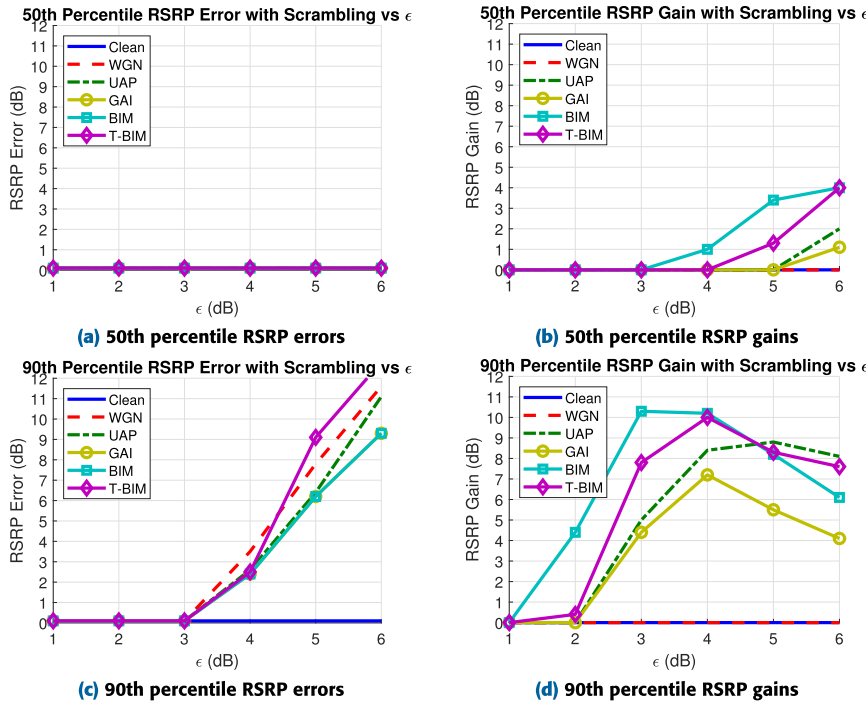 50th Percentile RSRP Error with Scrambling vs ϵ
12
11
10
9
8
7
6
5
4
3
2
1
0
RSRP Error (dB)
Clean
WGN
UAP
GAI
BIM
T-BIM
1 2 3 4 5 6
ϵ (dB)
(a) 50th percentile RSRP errors
50th Percentile RSRP Gain with Scrambling vs ϵ
12
11
10
9
8
7
6
5
4
3
2
1
0
RSRP Gain (dB)
Clean
WGN
UAP
GAI
BIM
T-BIM
1 2 3 4 5 6
ϵ (dB)
(b) 50th percentile RSRP gains
90th Percentile RSRP Error with Scrambling vs ϵ
12
11
10
9
8
7
6
5
4
3
2
1
0
RSRP Error (dB)
Clean
WGN
UAP
GAI
BIM
T-BIM
1 2 3 4 5 6
ϵ (dB)
(c) 90th percentile RSRP errors
90th Percentile RSRP Gain with Scrambling vs ϵ
12
11
10
9
8
7
6
5
4
3
2
1
0
RSRP Gain (dB)
Clean
WGN
UAP
GAI
BIM
T-BIM
1 2 3 4 5 6
ϵ (dB)
(d) 90th percentile RSRP gains